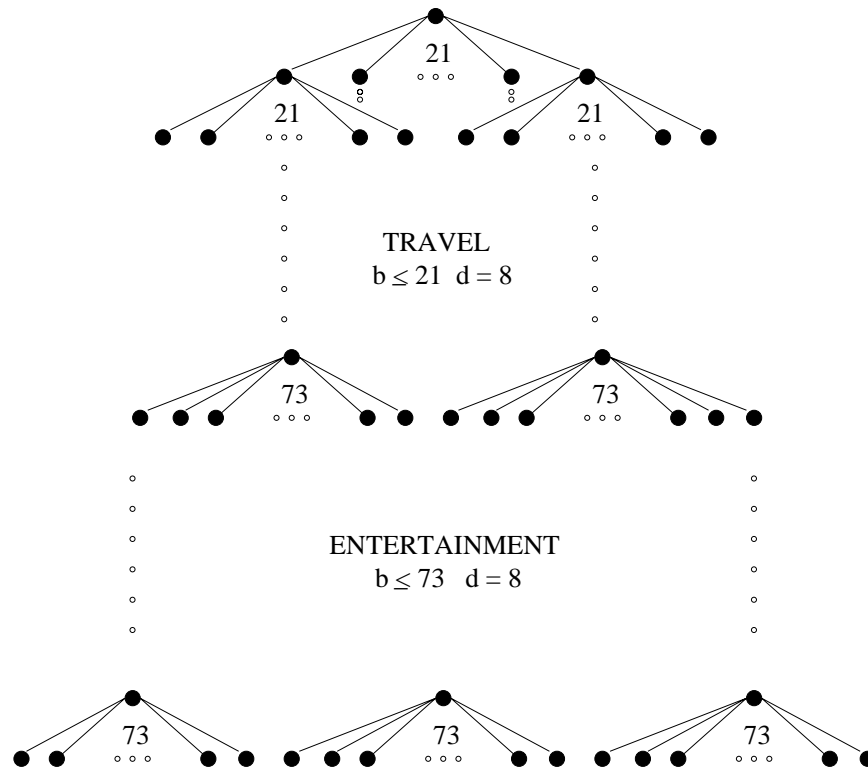 21
21 21
TRAVEL
b ≤ 21 d = 8
73 73
ENTERTAINMENT
b ≤ 73 d = 8
73 73 73